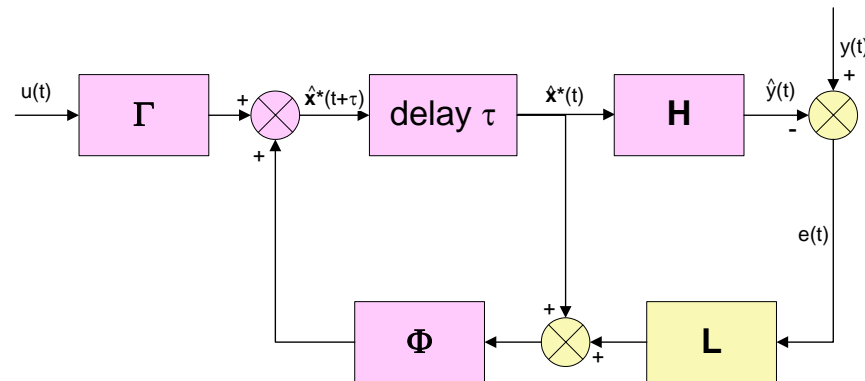 y(t)
+
u(t)
Γ
+
x̂*(t+τ)
delay τ
x̂*(t)
H
ŷ(t)
-
+
e(t)
Φ
+
+
L